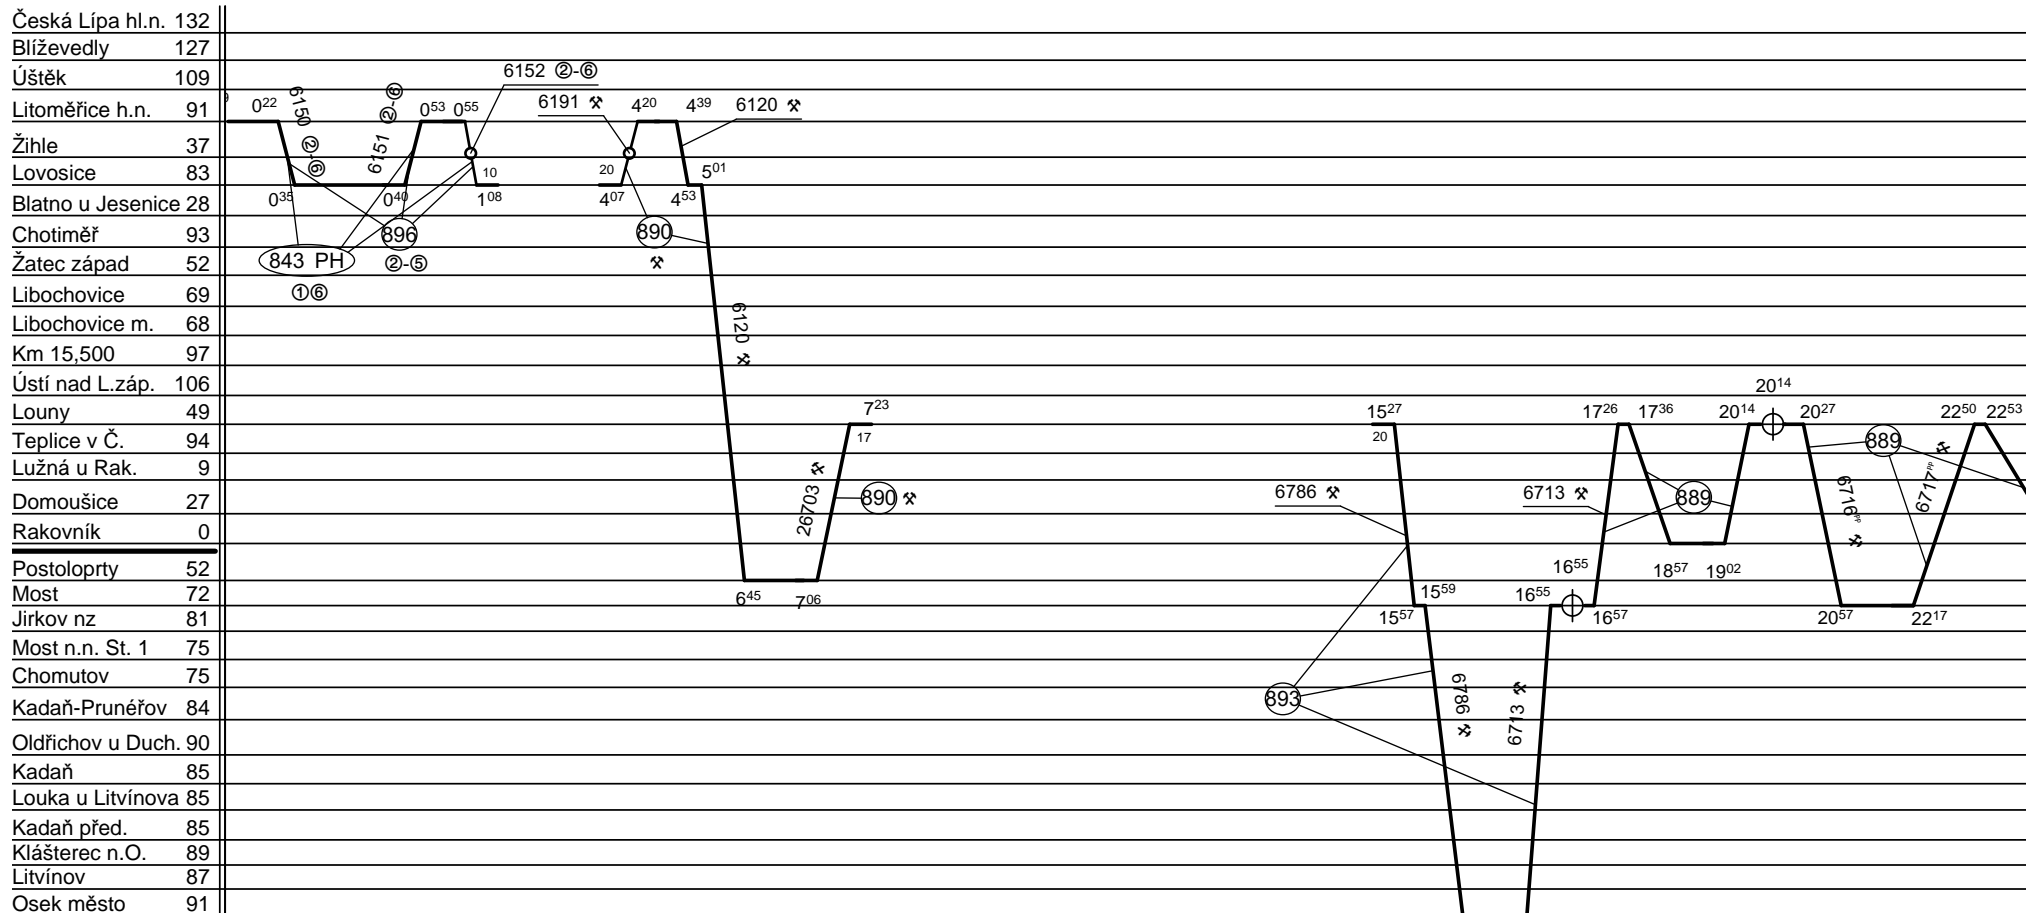 Česká Lípa hl.n. 132
Blíževedly 127
Úštěk 109
Litoměřice h.n. 91
Žihle 37
Lovosice 83
Blatno u Jesenice 28
Chotiměř 93
Žatec západ 52
Libochovice 69
Libochovice m. 68
Km 15,500 97
Ústí nad L.záp. 106
Louny 49
Teplice v Č. 94
Lužná u Rak. 9
Domoušice 27
Rakovník 0
Postoloprty 52
Most 72
Jirkov nz 81
Most n.n. St. 1 75
Chomutov 75
Kadaň-Prunéřov 84
Oldřichov u Duch. 90
Kadaň 85
Louka u Litvínova 85
Kadaň před. 85
Klášterec n.O. 89
Litvínov 87
Osek město 91
6152 ②-⑥
0²² 6150 ②-⑥ 6151 ②-⑥ 0⁵³ 0⁵⁵ 6191 ⚒ 4²⁰ 4³⁹ 6120 ⚒
10 20 5⁰¹
0³⁵ 0⁴⁰ 1⁰⁸ 4⁰⁷ 4⁵³
896 890
②-⑤ ⚒
843 PH
①⑥
6120 ⚒
20¹⁴
7²³ 15²⁷ 17²⁶ 17³⁶ 20¹⁴ 20²⁷ 22⁵⁰ 22⁵³
17 20 889
26703 ⚒ 890 ⚒ 6786 ⚒ 6713 ⚒ 889 6716ᵖᵖ ⚒ 6717ᵖᵖ ⚒
16⁵⁵ 18⁵⁷ 19⁰²
6⁴⁵ 7⁰⁶ 15⁵⁹ 16⁵⁵
15⁵⁷ 16⁵⁷ 20⁵⁷ 22¹⁷
893 6786 ⚒ 6713 ⚒